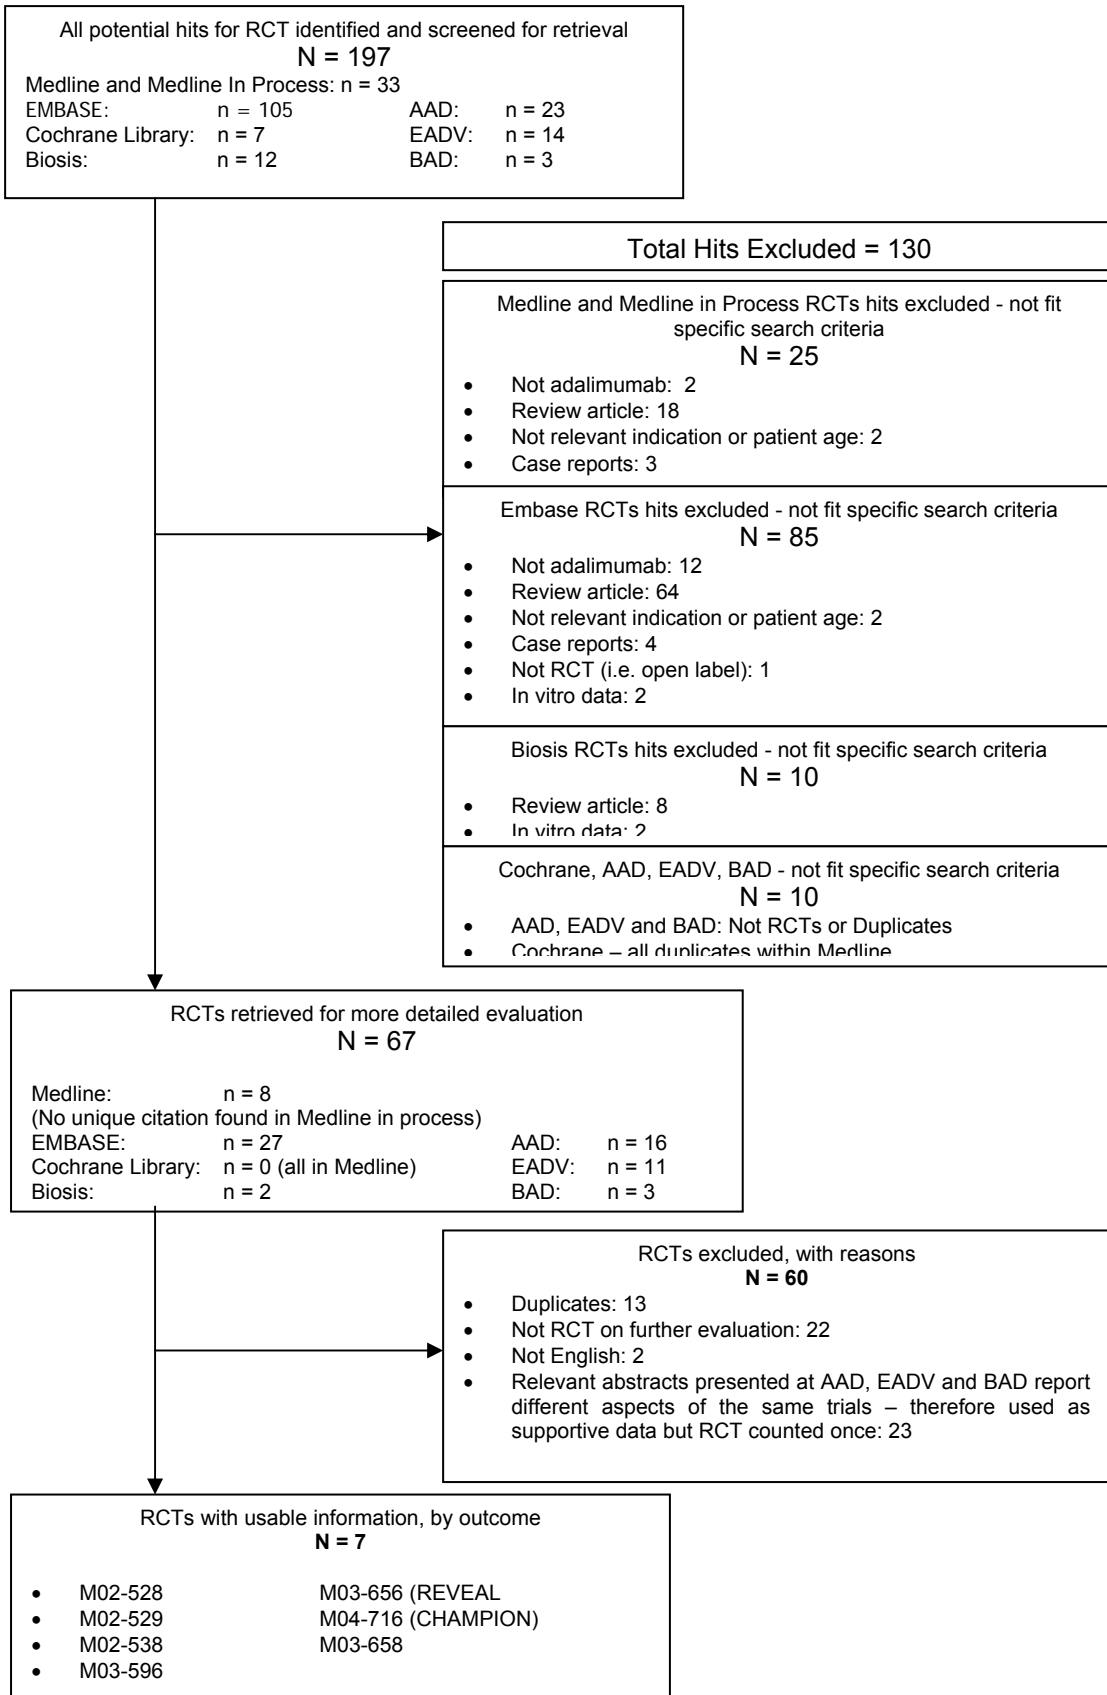 All potential hits for RCT identified and screened for retrieval
N = 197
Medline and Medline In Process: n = 33
EMBASE: n = 105 AAD: n = 23
Cochrane Library: n = 7 EADV: n = 14
Biosis: n = 12 BAD: n = 3
Total Hits Excluded = 130
Medline and Medline in Process RCTs hits excluded - not fit
specific search criteria
N = 25
• Not adalimumab: 2
• Review article: 18
• Not relevant indication or patient age: 2
• Case reports: 3
Embase RCTs hits excluded - not fit specific search criteria
N = 85
• Not adalimumab: 12
• Review article: 64
• Not relevant indication or patient age: 2
• Case reports: 4
• Not RCT (i.e. open label): 1
• In vitro data: 2
Biosis RCTs hits excluded - not fit specific search criteria
N = 10
• Review article: 8
• In vitro data: 2
Cochrane, AAD, EADV, BAD - not fit specific search criteria
N = 10
• AAD, EADV and BAD: Not RCTs or Duplicates
• Cochrane – all duplicates within Medline
RCTs retrieved for more detailed evaluation
N = 67
Medline: n = 8
(No unique citation found in Medline in process)
EMBASE: n = 27 AAD: n = 16
Cochrane Library: n = 0 (all in Medline) EADV: n = 11
Biosis: n = 2 BAD: n = 3
RCTs excluded, with reasons
N = 60
• Duplicates: 13
• Not RCT on further evaluation: 22
• Not English: 2
• Relevant abstracts presented at AAD, EADV and BAD report
different aspects of the same trials – therefore used as
supportive data but RCT counted once: 23
RCTs with usable information, by outcome
N = 7
• M02-528 M03-656 (REVEAL
• M02-529 M04-716 (CHAMPION)
• M02-538 M03-658
• M03-596